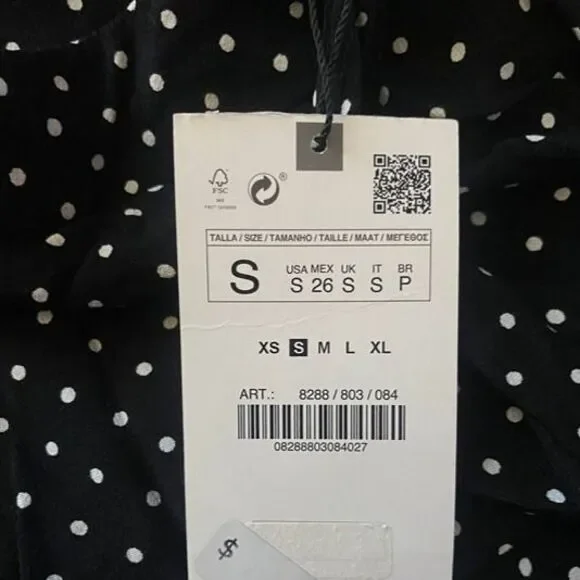 FSC
®
TALLA / SIZE / TAMANHO / TAILLE / MAAT / ΜΕΓΕΘΟΣ
S
USA MEX UK IT BR
S 26 S S P
XS S M L XL
ART.: 8288 / 803 / 084
08288803084027
$